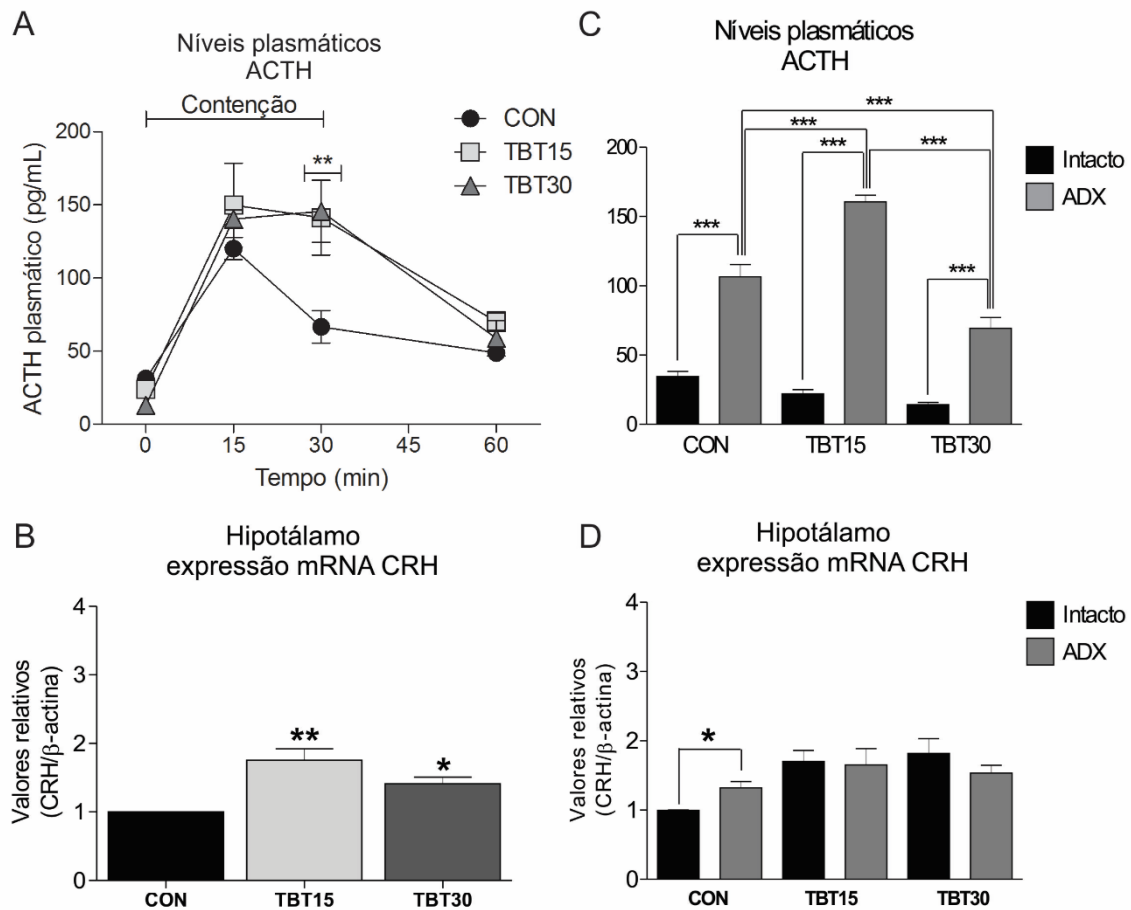 A
Níveis plasmáticos
ACTH
Contenção
CON
TBT15
TBT30
**
ACTH plasmático (pg/mL)
200
150
100
50
0
0 15 30 45 60
Tempo (min)
C
Níveis plasmáticos
ACTH
Intacto
ADX
***
***
***
***
***
***
200
150
100
50
0
CON TBT15 TBT30
B
Hipotálamo
expressão mRNA CRH
Valores relativos
(CRH/β-actina)
4
3
2
1
0
**
*
CON TBT15 TBT30
D
Hipotálamo
expressão mRNA CRH
Intacto
ADX
Valores relativos
(CRH/β-actina)
4
3
2
1
0
*
CON TBT15 TBT30